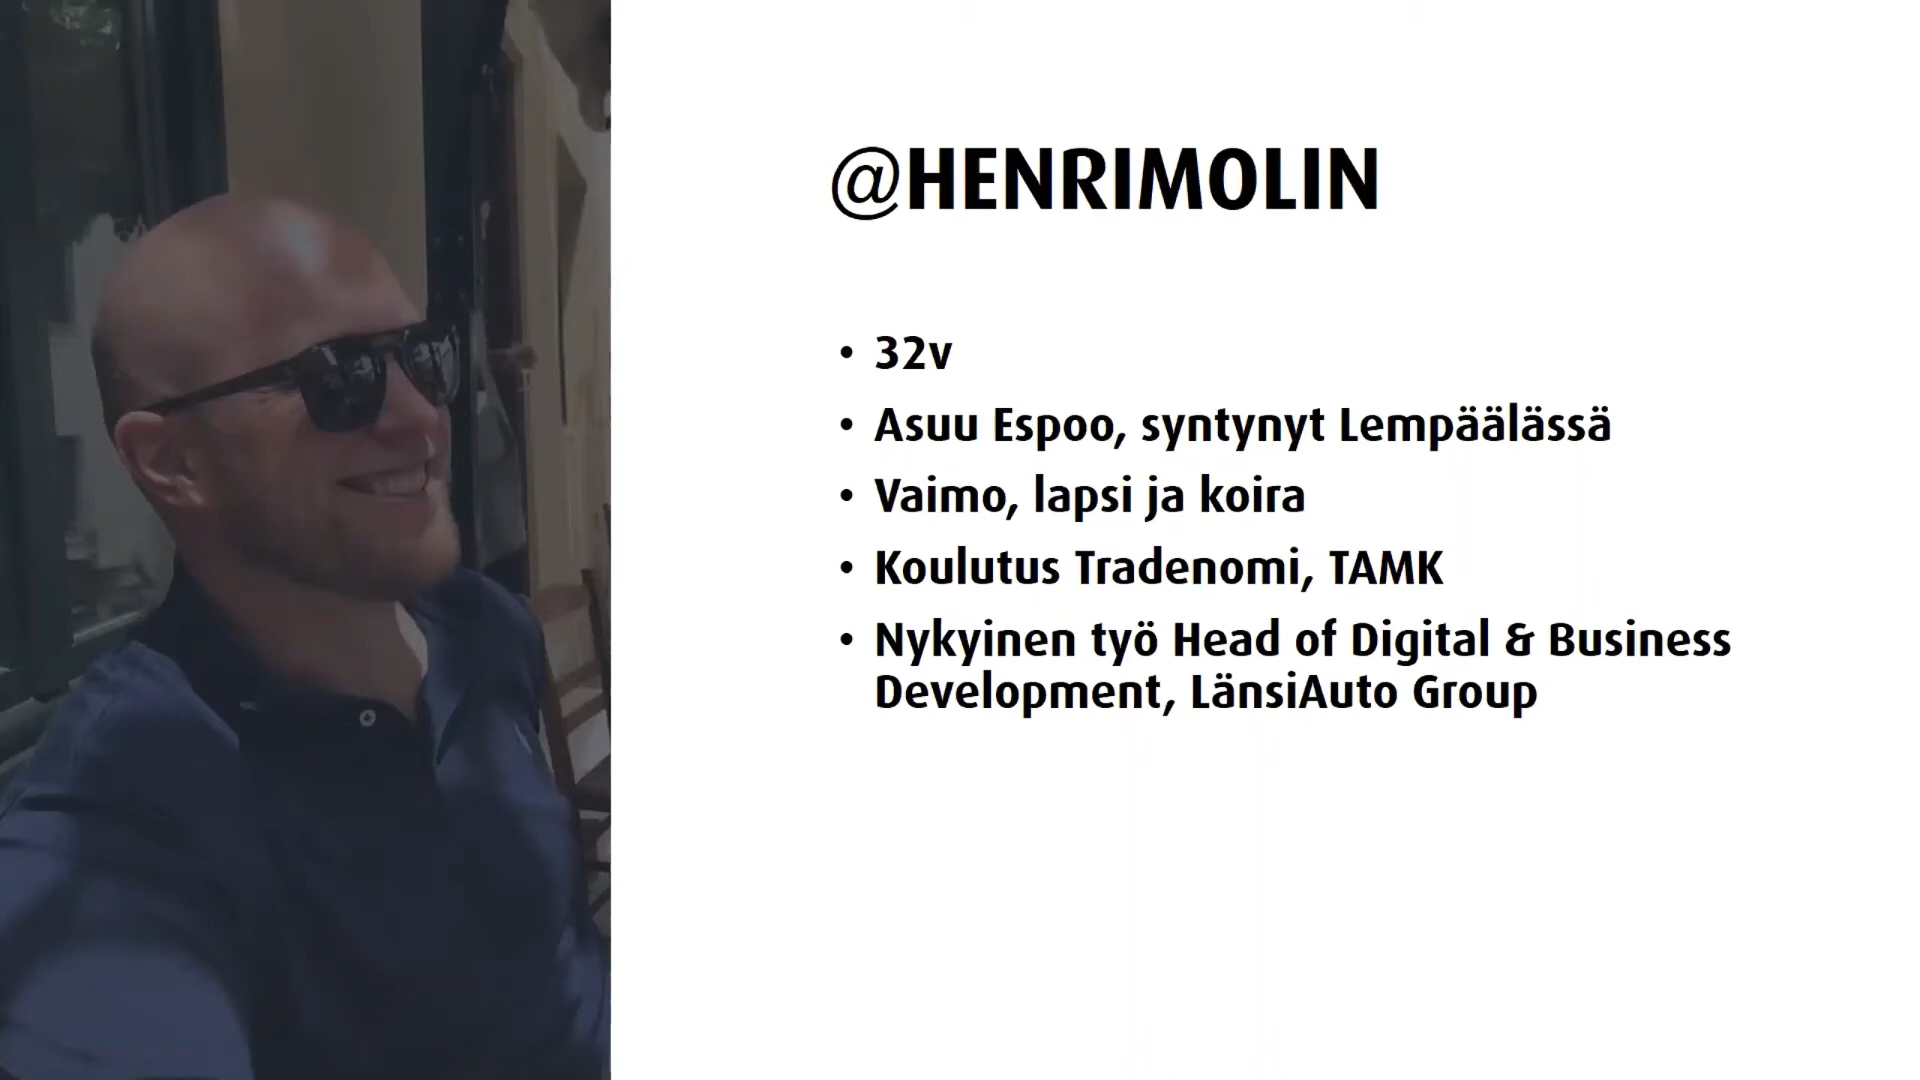 @HENRIMOLIN
• 32v
• Asuu Espoo, syntynyt Lempäälässä
• Vaimo, lapsi ja koira
• Koulutus Tradenomi, TAMK
• Nykyinen työ Head of Digital & Business
Development, LänsiAuto Group